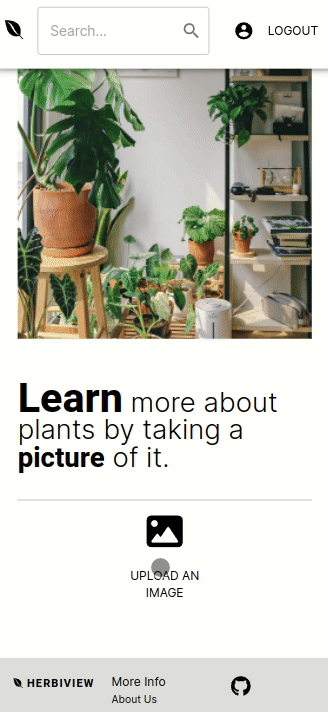 Search...
LOGOUT
Learn more about
plants by taking a
picture of it.
UPLOAD AN
IMAGE
HERBIVIEW
More Info
About Us